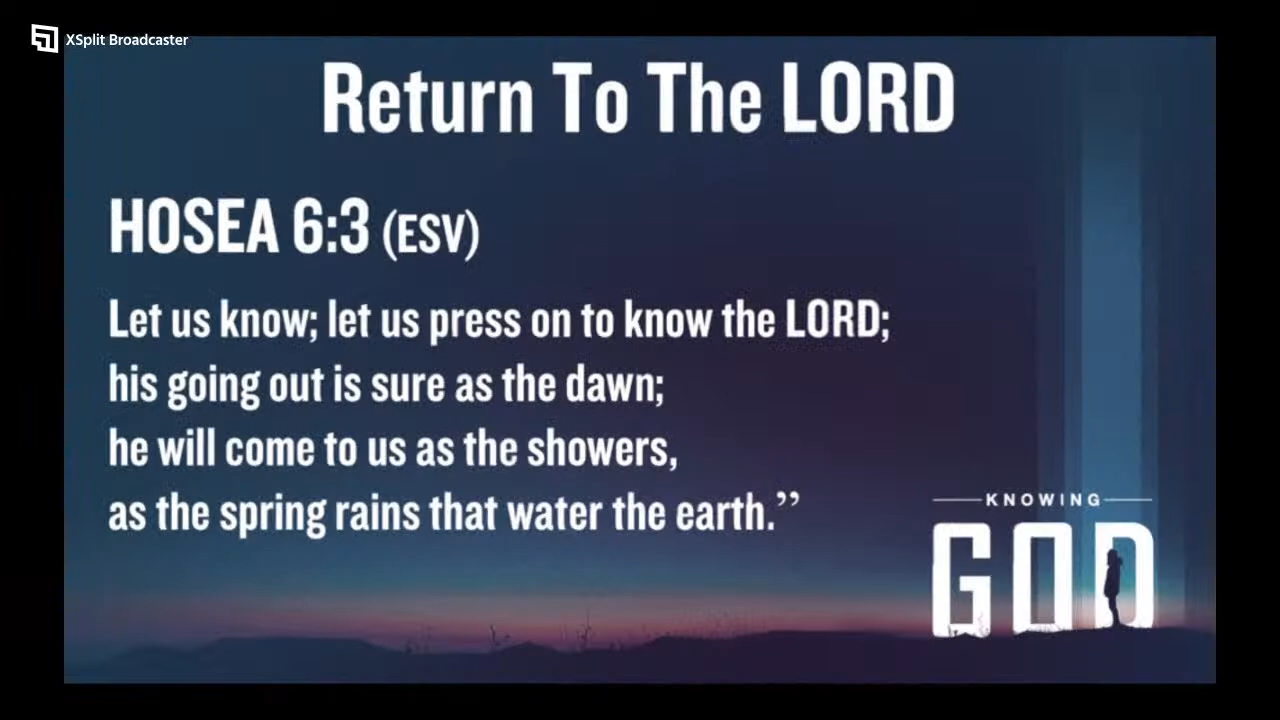 XSplit Broadcaster
Return To The LORD
HOSEA 6:3 (ESV)
Let us know; let us press on to know the LORD;
his going out is sure as the dawn;
he will come to us as the showers,
as the spring rains that water the earth.”
KNOWING
GOD